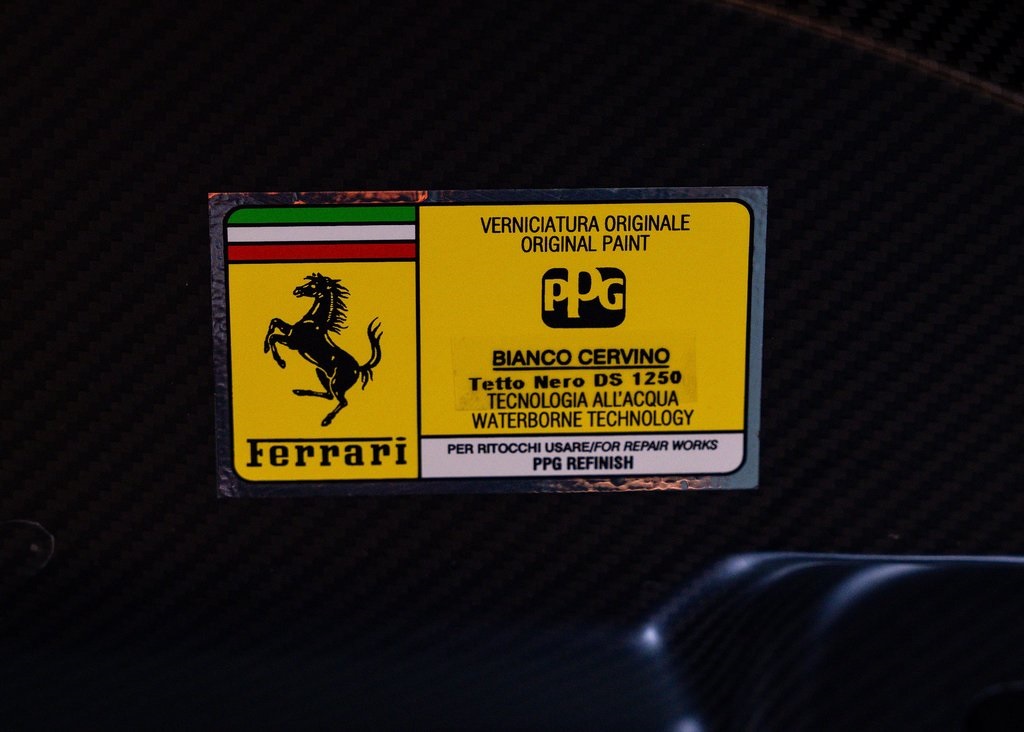 Ferrari
VERNICIATURA ORIGINALE
ORIGINAL PAINT
PPG
BIANCO CERVINO
Tetto Nero DS 1250
TECNOLOGIA ALL'ACQUA
WATERBORNE TECHNOLOGY
PER RITOCCHI USARE/FOR REPAIR WORKS
PPG REFINISH